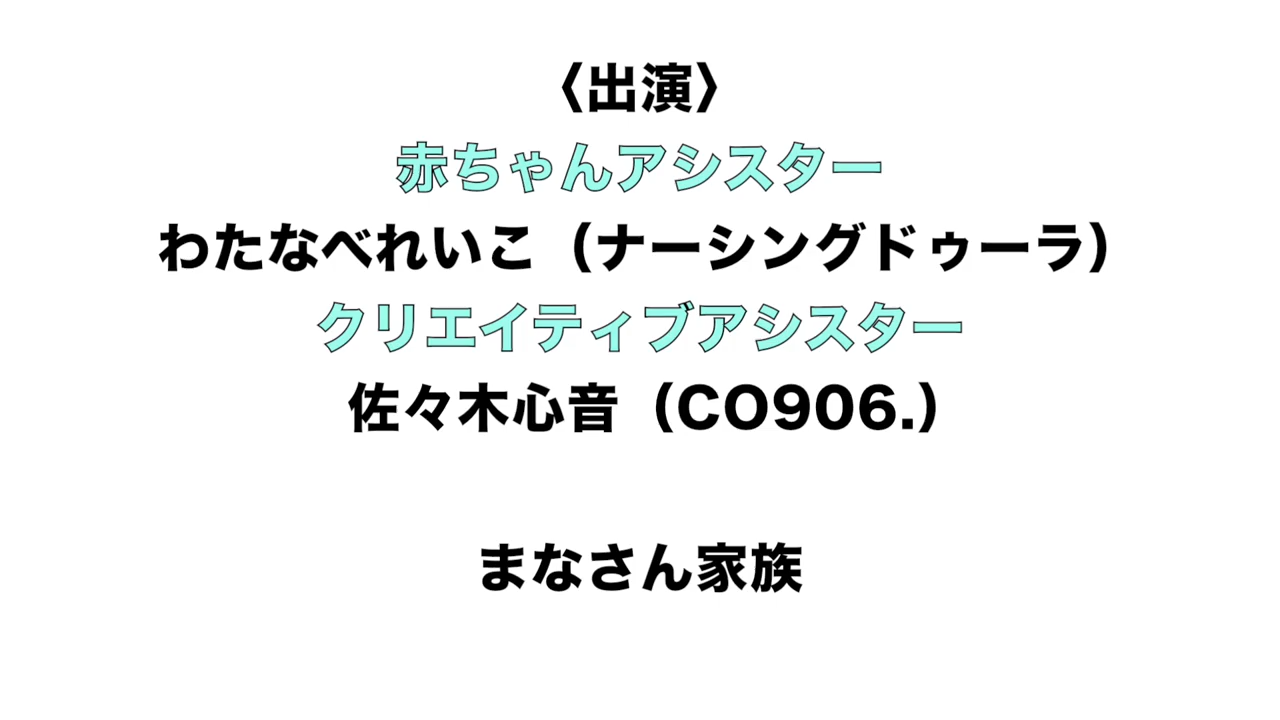 〈出演〉
赤ちゃんアシスター
わたなべれいこ（ナーシングドゥーラ）
クリエイティブアシスター
佐々木心音（CO906.）
まなさん家族